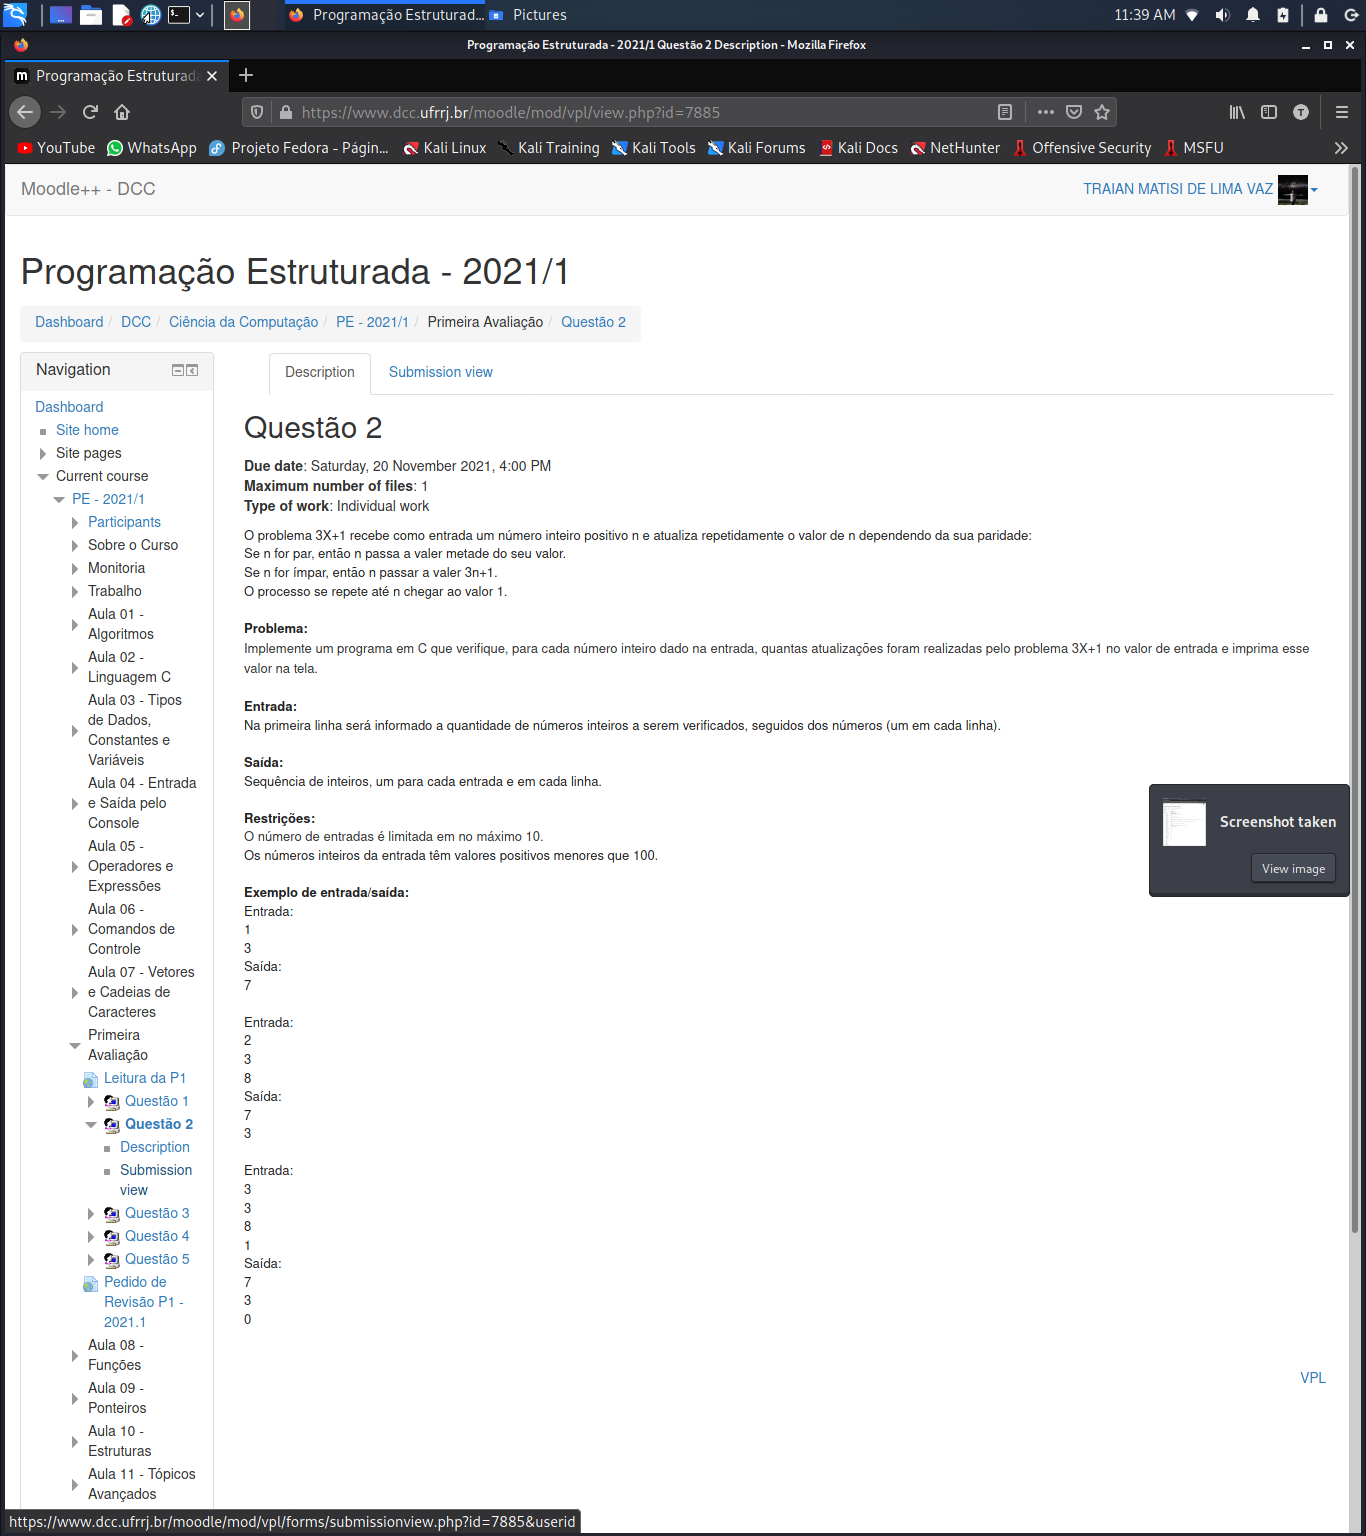 Programação Estruturad... Pictures 11:39 AM
Programação Estruturada - 2021/1 Questão 2 Description - Mozilla Firefox
Programação Estruturada
https://www.dcc.ufrrj.br/moodle/mod/vpl/view.php?id=7885
T
YouTube WhatsApp Projeto Fedora - Págin... Kali Linux Kali Training Kali Tools Kali Forums Kali Docs NetHunter Offensive Security MSFU
Moodle++ - DCC TRAIAN MATISI DE LIMA VAZ
Programação Estruturada - 2021/1
Dashboard / DCC / Ciência da Computação / PE - 2021/1 / Primeira Avaliação / Questão 2
Navigation
Dashboard
Site home
Site pages
Current course
PE - 2021/1
Participants
Sobre o Curso
Monitoria
Trabalho
Aula 01 -
Algoritmos
Aula 02 -
Linguagem C
Aula 03 - Tipos
de Dados,
Constantes e
Variáveis
Aula 04 - Entrada
e Saída pelo
Console
Aula 05 -
Operadores e
Expressões
Aula 06 -
Comandos de
Controle
Aula 07 - Vetores
e Cadeias de
Caracteres
Primeira
Avaliação
Leitura da P1
Questão 1
Questão 2
Description
Submission
view
Questão 3
Questão 4
Questão 5
Pedido de
Revisão P1 -
2021.1
Aula 08 -
Funções
Aula 09 -
Ponteiros
Aula 10 -
Estruturas
Aula 11 - Tópicos
Avançados
Description Submission view
Questão 2
Due date: Saturday, 20 November 2021, 4:00 PM
Maximum number of files: 1
Type of work: Individual work
O problema 3X+1 recebe como entrada um número inteiro positivo n e atualiza repetidamente o valor de n dependendo da sua paridade:
Se n for par, então n passa a valer metade do seu valor.
Se n for ímpar, então n passar a valer 3n+1.
O processo se repete até n chegar ao valor 1.
Problema:
Implemente um programa em C que verifique, para cada número inteiro dado na entrada, quantas atualizações foram realizadas pelo problema 3X+1 no valor de entrada e imprima esse
valor na tela.
Entrada:
Na primeira linha será informado a quantidade de números inteiros a serem verificados, seguidos dos números (um em cada linha).
Saída:
Sequência de inteiros, um para cada entrada e em cada linha.
Restrições:
O número de entradas é limitada em no máximo 10.
Os números inteiros da entrada têm valores positivos menores que 100.
Exemplo de entrada/saída:
Entrada:
1
3
Saída:
7
Entrada:
2
3
8
Saída:
7
3
Entrada:
3
3
8
1
Saída:
7
3
0
VPL
Screenshot taken
View image
https://www.dcc.ufrrj.br/moodle/mod/vpl/forms/submissionview.php?id=7885&userid